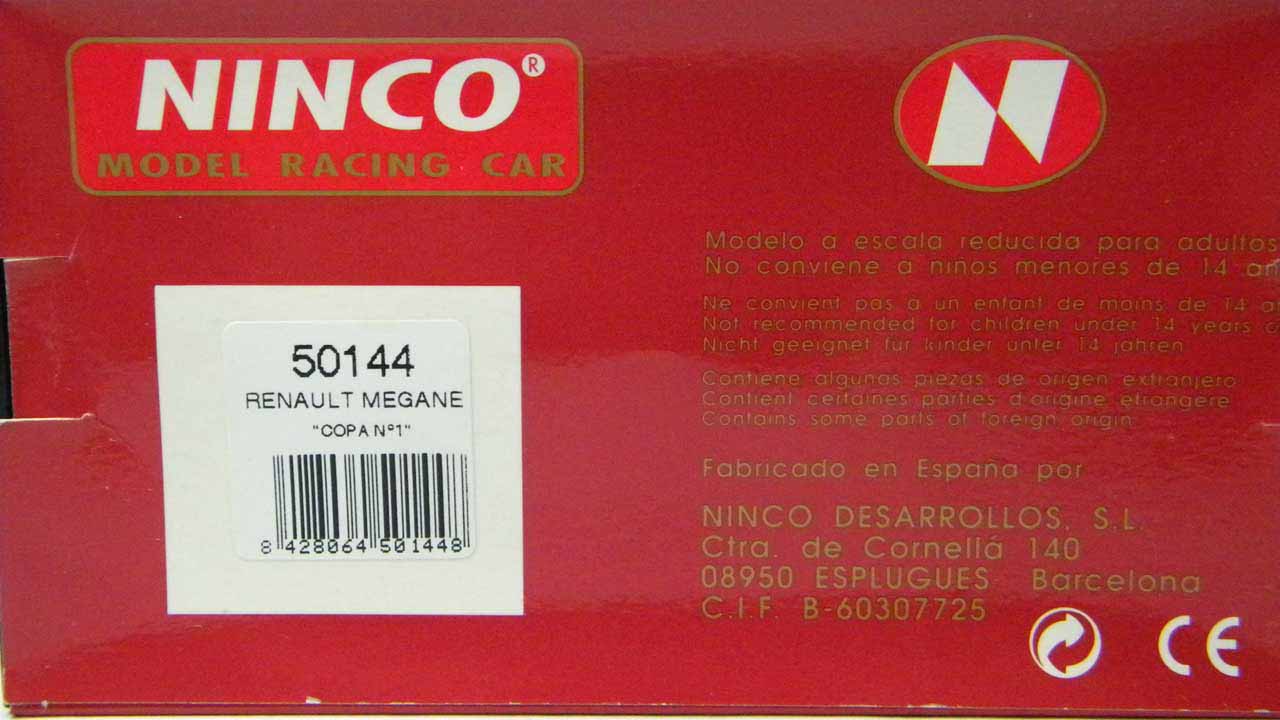 NINCO®
MODEL RACING CAR
N
50144
RENAULT MEGANE
"COPA Nº1"
8 428064 501448
Modelo a escala reducida para adultos
No conviene a niños menores de 14
Ne convient pas a un enfant de moins de 14
Not recommended for children under 14 years
Nicht geeignet für kinder unter 14 jahren
Contiene algunas piezas de origen extranjero
Contient certaines parties d'origine etrangere
Contains some parts of foreign origin
Fabricado en España por
NINCO DESARROLLOS, S.L.
Ctra. de Cornellá 140
08950 ESPLUGUES Barcelona
C.I.F. B-60307725
CE